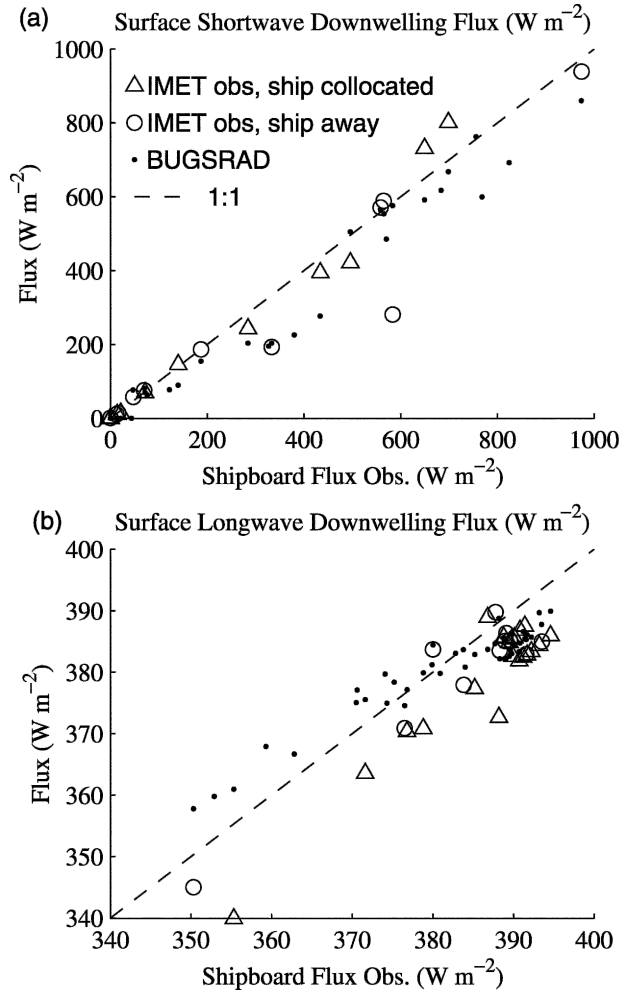 (a) Surface Shortwave Downwelling Flux (W m−2)
1000
800
600
400
200
0
Flux (W m−2)
IMET obs, ship collocated
IMET obs, ship away
BUGSRAD
1:1
0 200 400 600 800 1000
Shipboard Flux Obs. (W m−2)
(b) Surface Longwave Downwelling Flux (W m−2)
400
390
380
370
360
350
340
Flux (W m−2)
340 350 360 370 380 390 400
Shipboard Flux Obs. (W m−2)